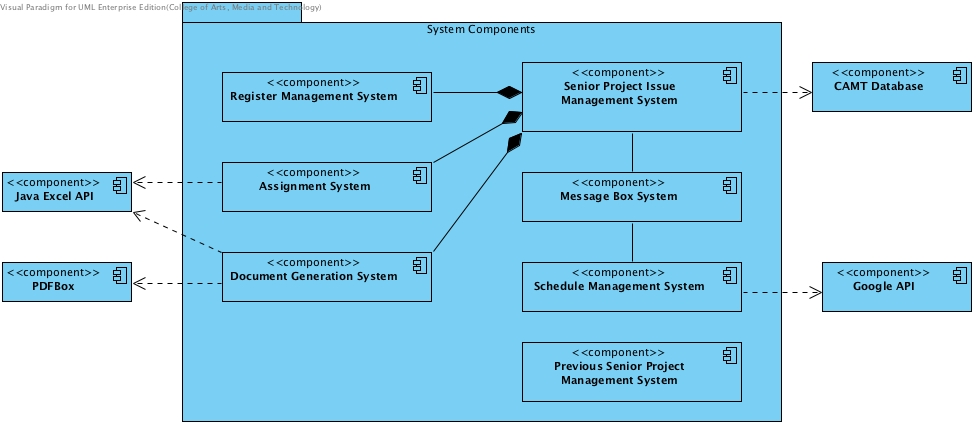 Visual Paradigm for UML Enterprise Edition(College of Arts, Media and Technology)
System Components
<<component>>
Register Management System
<<component>>
Senior Project Issue
Management System
<<component>>
CAMT Database
<<component>>
Java Excel API
<<component>>
Assignment System
<<component>>
Message Box System
<<component>>
PDFBox
<<component>>
Document Generation System
<<component>>
Schedule Management System
<<component>>
Google API
<<component>>
Previous Senior Project
Management System